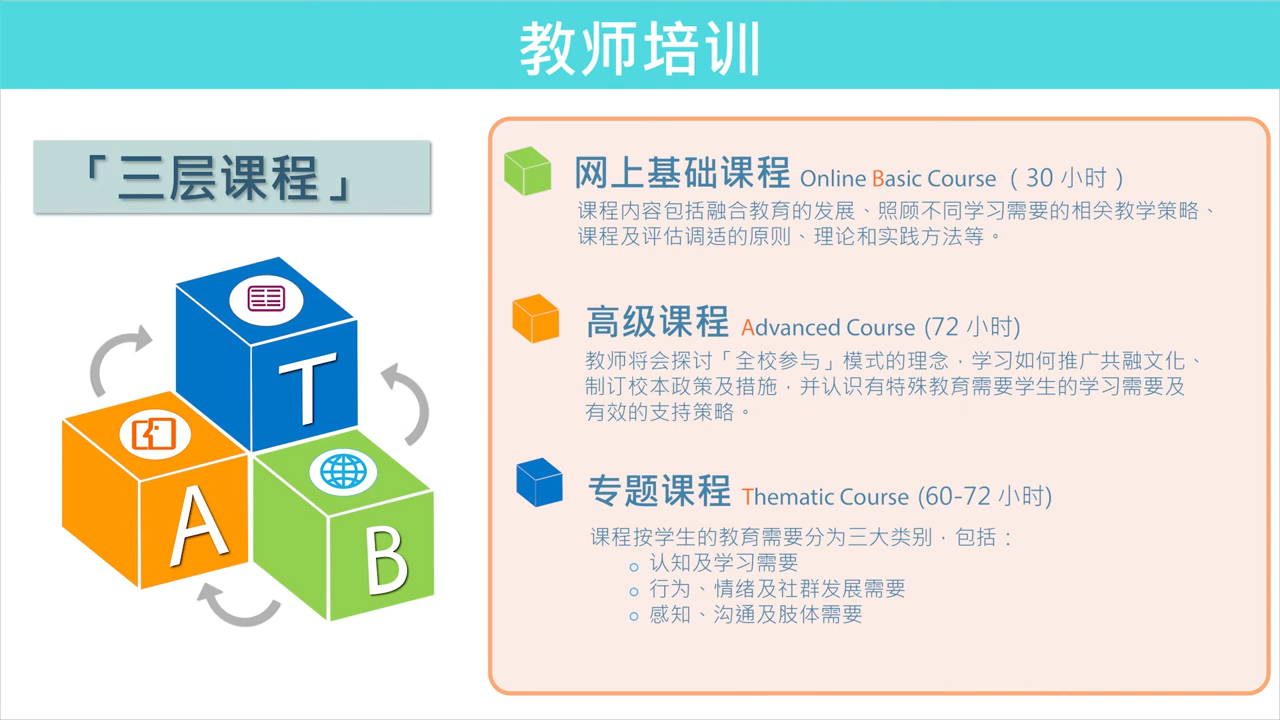 教师培训
「三层课程」
T
A
B
网上基础课程 Online Basic Course （ 30 小时 ）
课程内容包括融合教育的发展、照顾不同学习需要的相关教学策略、
课程及评估调适的原则、理论和实践方法等。
高级课程 Advanced Course (72 小时)
教师将会探讨「全校参与」模式的理念，学习如何推广共融文化、
制订校本政策及措施，并认识有特殊教育需要学生的学习需要及
有效的支持策略。
专题课程 Thematic Course (60-72 小时)
课程按学生的教育需要分为三大类别，包括：
认知及学习需要
行为、情绪及社群发展需要
感知、沟通及肢体需要